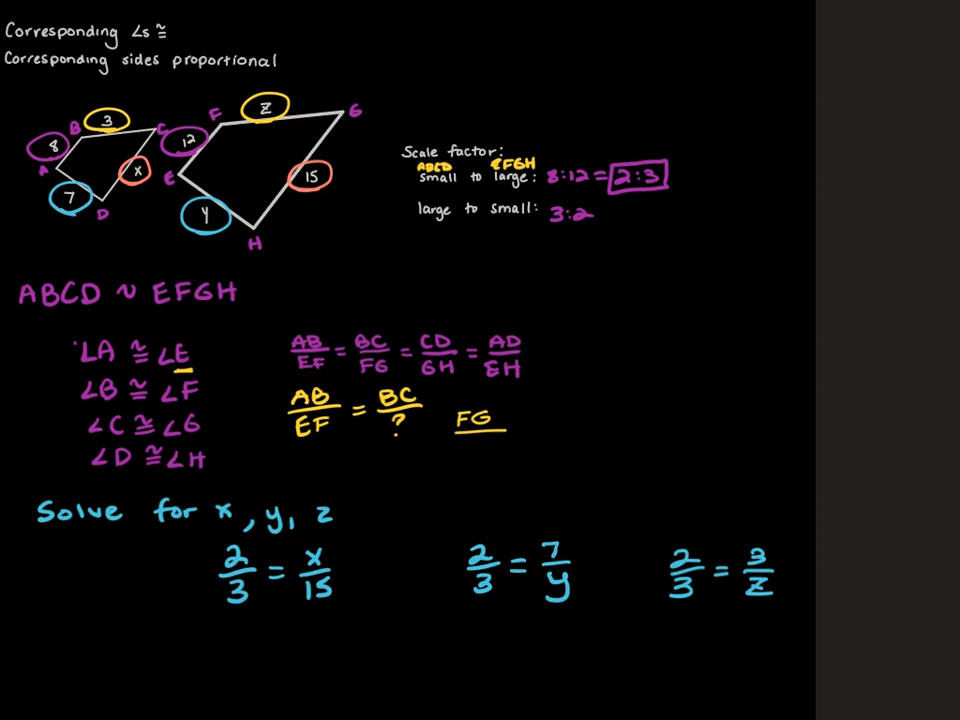 Corresponding ∠s ≅
Corresponding sides proportional
B 3 C
8
A
x
7
D
F z G
12
E
15
y
H
Scale factor:
ABCD EFGH
small to large: 8:12 = 2:3
large to small: 3:2
ABCD ~ EFGH
∠A ≅ ∠E
∠B ≅ ∠F
∠C ≅ ∠G
∠D ≅ ∠H
AB/EF = BC/FG = CD/GH = AD/EH
AB/EF = BC/? FG
Solve for x, y, z
2/3 = x/15 2/3 = 7/y 2/3 = 3/z